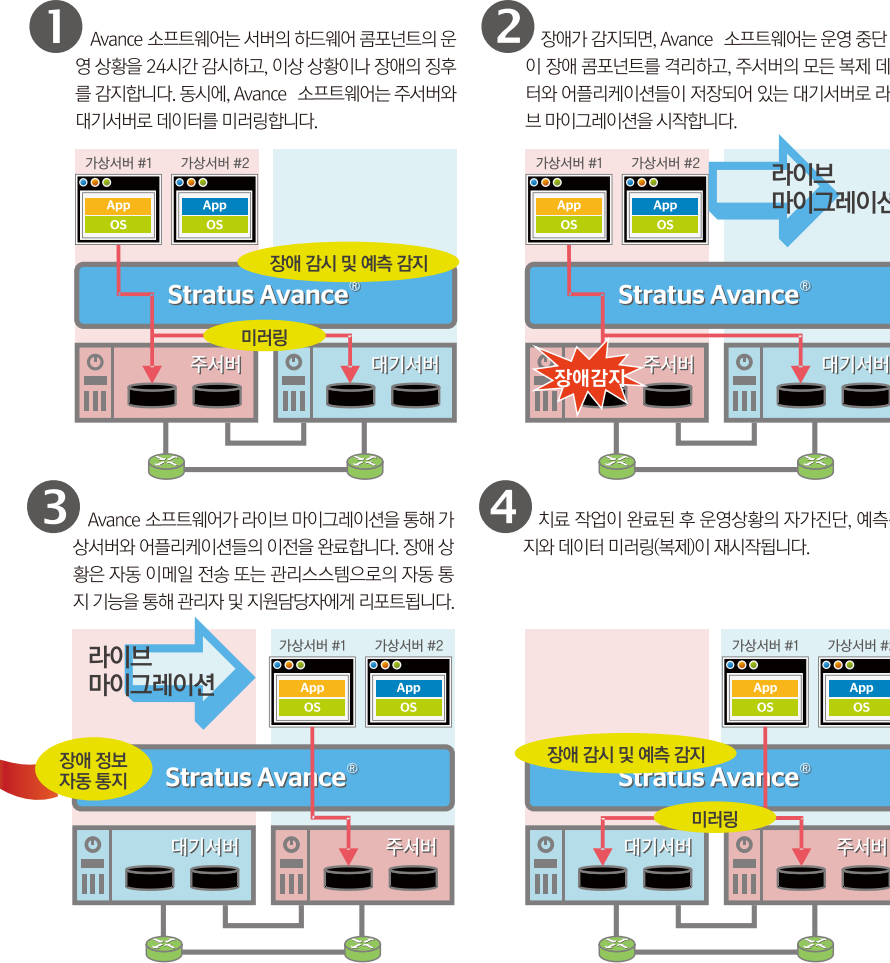 1
Avance 소프트웨어는 서버의 하드웨어 콤포넌트의 운
영 상황을 24시간 감시하고, 이상 상황이나 장애의 징후
를 감지합니다. 동시에, Avance 소프트웨어는 주서버와
대기서버로 데이터를 미러링합니다.
가상서버 #1 가상서버 #2
App App
OS OS
장애 감시 및 예측 감지
Stratus Avance®
미러링
주서버 대기서버
2
장애가 감지되면, Avance 소프트웨어는 운영 중단
이 장애 콤포넌트를 격리하고, 주서버의 모든 복제 데
터와 어플리케이션들이 저장되어 있는 대기서버로 라
브 마이그레이션을 시작합니다.
가상서버 #1 가상서버 #2
App App
OS OS
라이브
마이그레이션
Stratus Avance®
장애감지
주서버 대기서버
3
Avance 소프트웨어가 라이브 마이그레이션을 통해 가
상서버와 어플리케이션들의 이전을 완료합니다. 장애 상
황은 자동 이메일 전송 또는 관리스스템으로의 자동 통
지 기능을 통해 관리자 및 지원담당자에게 리포트됩니다.
라이브
마이그레이션
가상서버 #1 가상서버 #2
App App
OS OS
장애 정보
자동 통지
Stratus Avance®
대기서버 주서버
4
치료 작업이 완료된 후 운영상황의 자가진단, 예측
지와 데이터 미러링(복제)이 재시작됩니다.
가상서버 #1 가상서버 #2
App App
OS OS
장애 감시 및 예측 감지
Stratus Avance®
미러링
대기서버 주서버